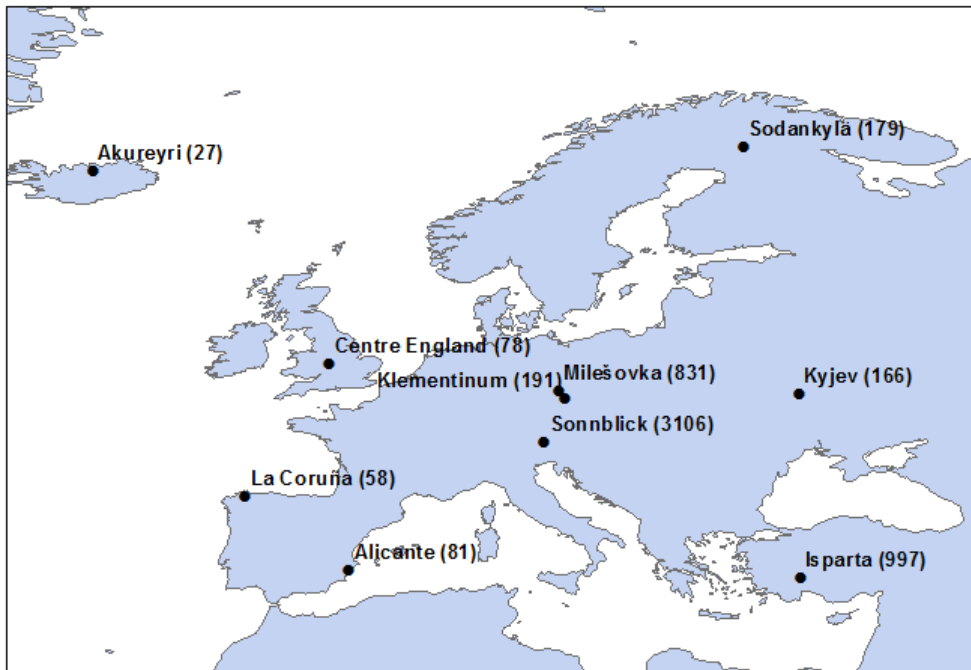 Sodankylä (179)
Akureyri (27)
Centre England (78)
Milešovka (831)
Klementinum (191)
Kyjev (166)
Sonnblick (3106)
La Coruña (58)
Alicante (81)
Isparta (997)